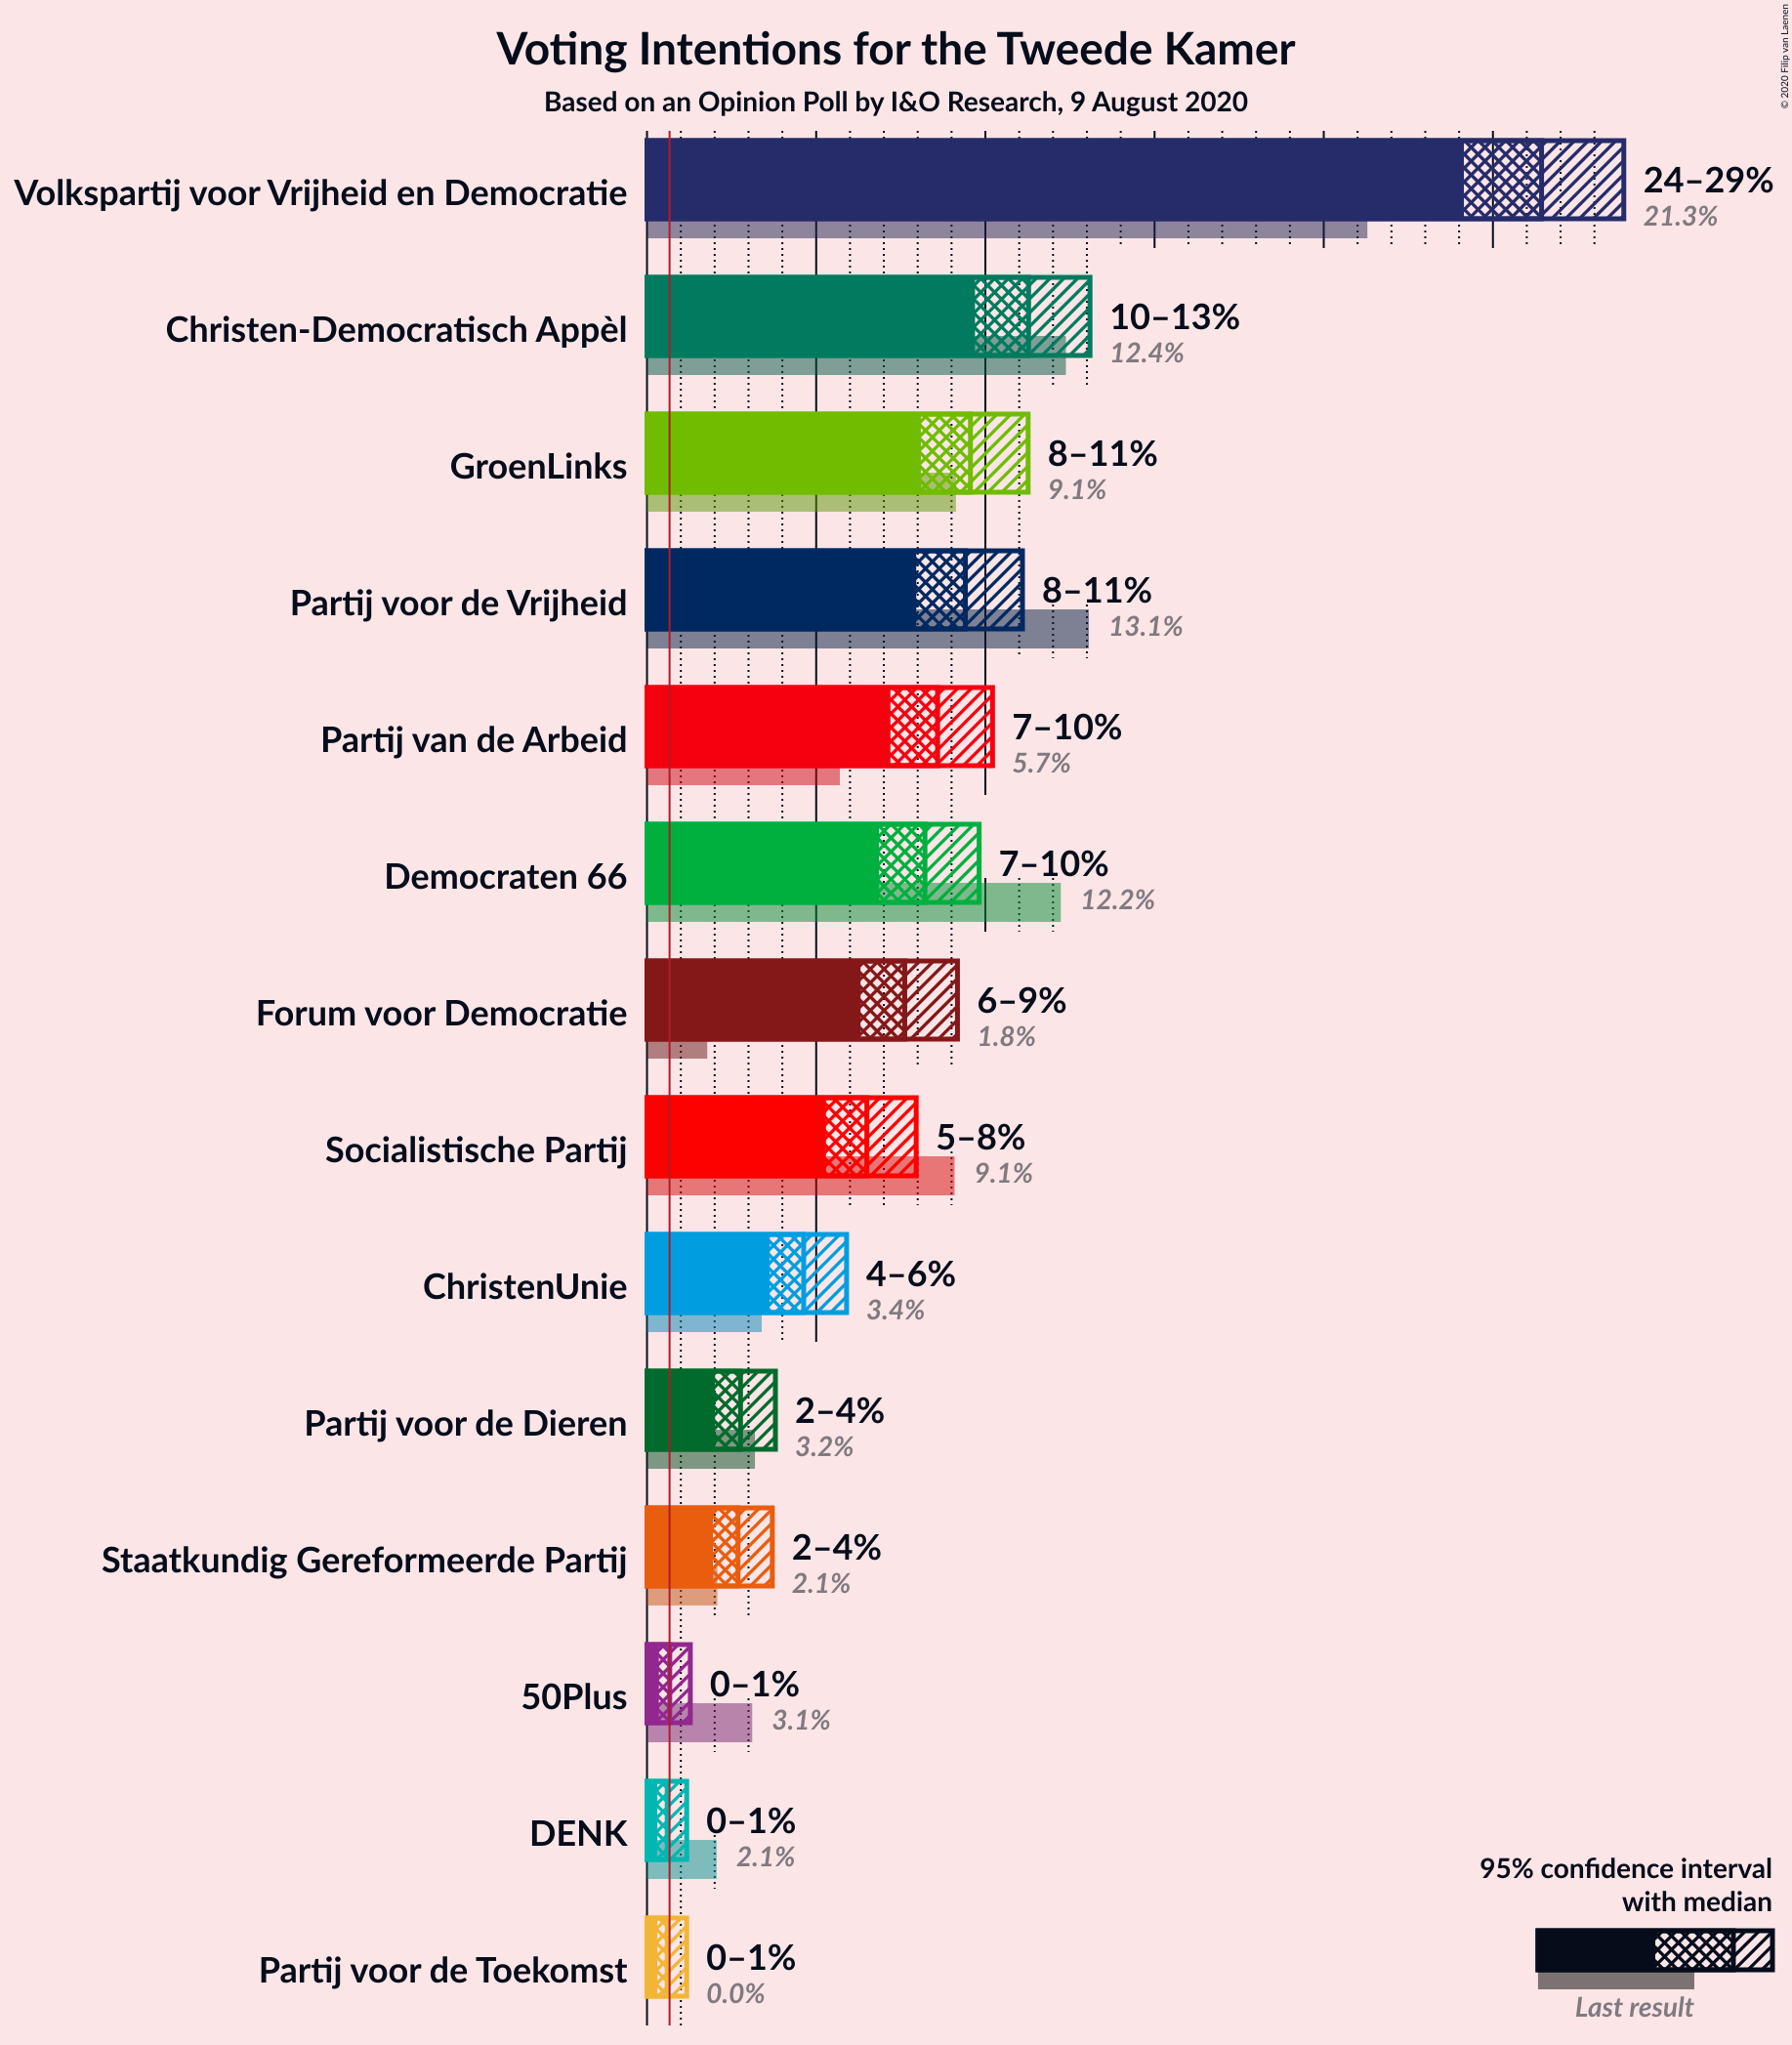 Voting Intentions for the Tweede Kamer
Based on an Opinion Poll by I&O Research, 9 August 2020
© 2020 Filip van Laenen
Volkspartij voor Vrijheid en Democratie
24–29%
21.3%
Christen-Democratisch Appèl
10–13%
12.4%
GroenLinks
8–11%
9.1%
Partij voor de Vrijheid
8–11%
13.1%
Partij van de Arbeid
7–10%
5.7%
Democraten 66
7–10%
12.2%
Forum voor Democratie
6–9%
1.8%
Socialistische Partij
5–8%
9.1%
ChristenUnie
4–6%
3.4%
Partij voor de Dieren
2–4%
3.2%
Staatkundig Gereformeerde Partij
2–4%
2.1%
50Plus
0–1%
3.1%
DENK
0–1%
2.1%
Partij voor de Toekomst
0–1%
0.0%
95% confidence interval
with median
Last result